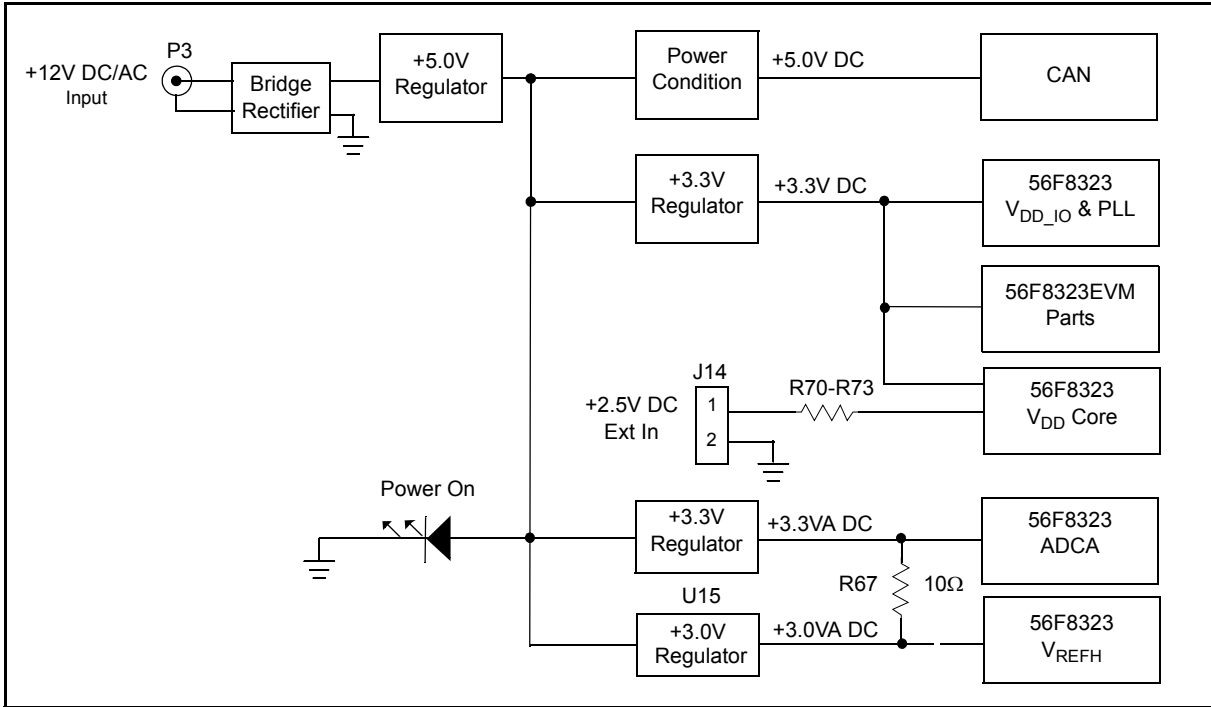 P3
+12V DC/AC
Input
Bridge
Rectifier
+5.0V
Regulator
Power
Condition
+5.0V DC
CAN
+3.3V
Regulator
+3.3V DC
56F8323
VDD_IO & PLL
56F8323EVM
Parts
J14
+2.5V DC
Ext In
1
2
R70-R73
56F8323
VDD Core
Power On
+3.3V
Regulator
+3.3VA DC
56F8323
ADCA
R67
10Ω
U15
+3.0V
Regulator
+3.0VA DC
56F8323
VREFH